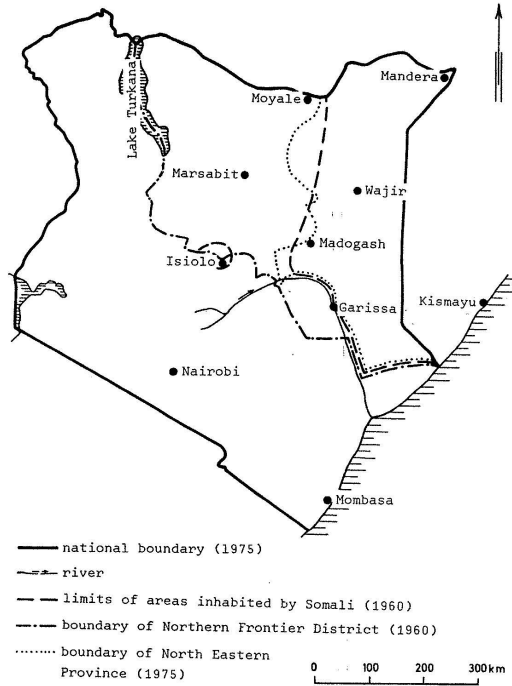 Mandera
Moyale
Lake Turkana
Marsabit
Wajir
Madogash
Isiolo
Kismayu
Garissa
Nairobi
Mombasa
national boundary (1975)
river
limits of areas inhabited by Somali (1960)
boundary of Northern Frontier District (1960)
boundary of North Eastern
Province (1975)
0 100 200 300km